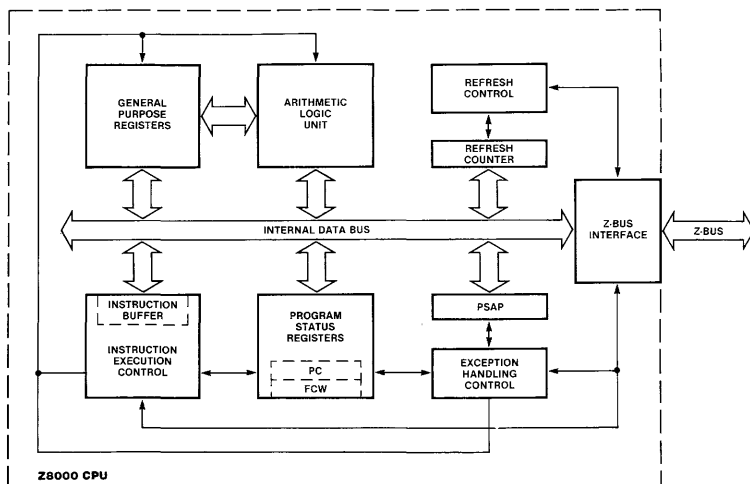 GENERAL
PURPOSE
REGISTERS
ARITHMETIC
LOGIC
UNIT
REFRESH
CONTROL
REFRESH
COUNTER
INTERNAL DATA BUS
Z-BUS
INTERFACE
Z-BUS
INSTRUCTION
BUFFER
INSTRUCTION
EXECUTION
CONTROL
PROGRAM
STATUS
REGISTERS
PC
FCW
PSAP
EXCEPTION
HANDLING
CONTROL
Z8000 CPU